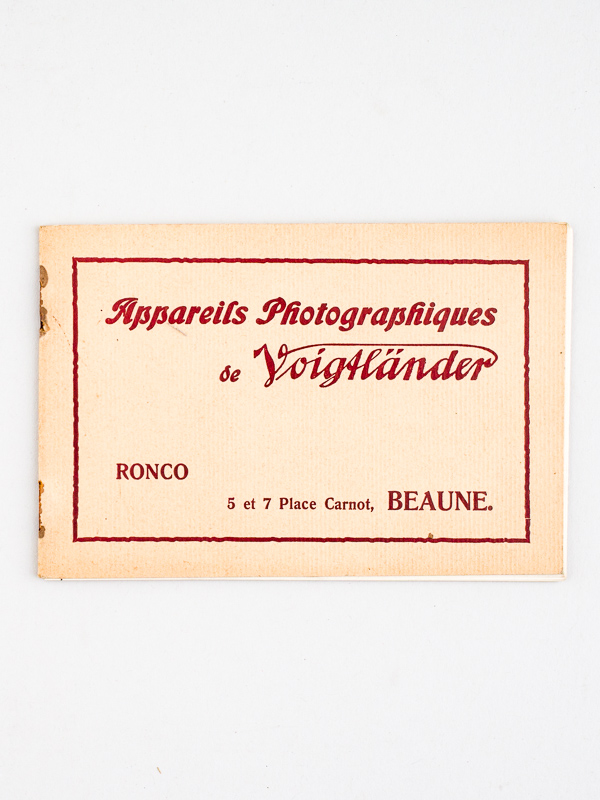 Appareils Photographiques
de Voigtländer
RONCO
5 et 7 Place Carnot, BEAUNE.